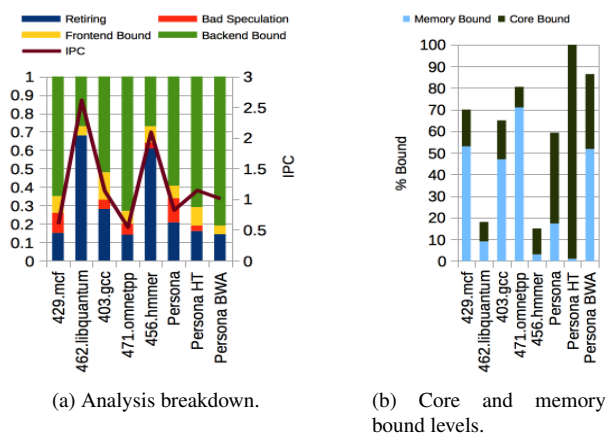 Retiring
Bad Speculation
Frontend Bound
Backend Bound
IPC
1
0.9
0.8
0.7
0.6
0.5
0.4
0.3
0.2
0.1
0
3
2.5
2
1.5
1
0.5
0
IPC
429.mcf
462.libquantum
403.gcc
471.omnetpp
456.hmmer
Persona
Persona HT
Persona BWA
(a) Analysis breakdown.
Memory Bound
Core Bound
100
90
80
70
60
50
40
30
20
10
0
% Bound
429.mcf
462.libquantum
403.gcc
471.omnetpp
456.hmmer
Persona
Persona HT
Persona BWA
(b) Core and memory
bound levels.